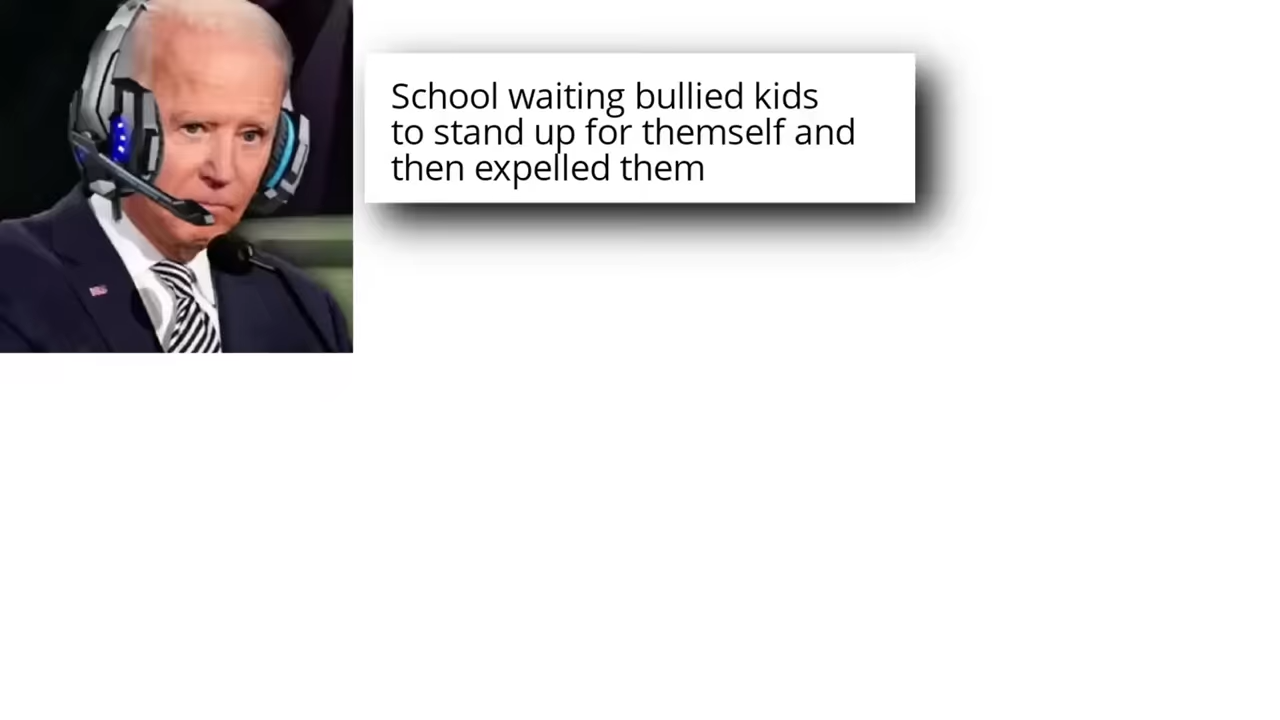 School waiting bullied kids
to stand up for themself and
then expelled them